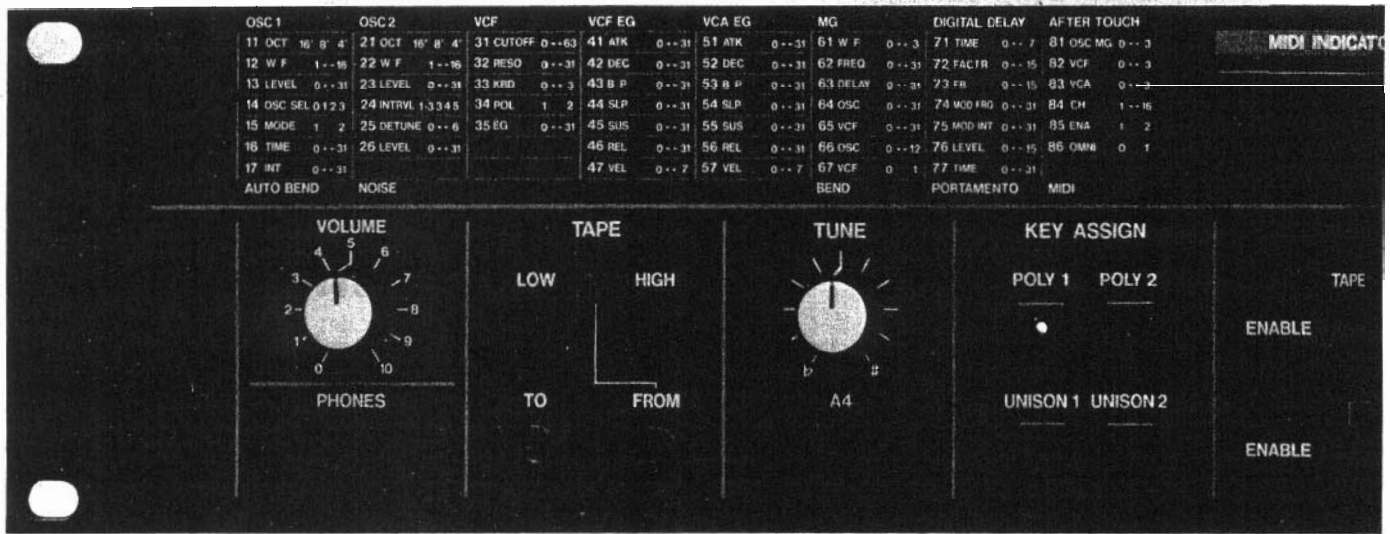 OSC 1 OSC 2 VCF VCF EG VCA EG MG DIGITAL DELAY AFTER TOUCH
11 OCT 16' 8' 4' 21 OCT 16' 8' 4' 31 CUTOFF 0--63 41 ATK 0--31 51 ATK 0--31 61 W F 0--3 71 TIME 0--7 81 OSC MG 0--3
12 W F 1--16 22 W F 1--16 32 RESO 0--31 42 DEC 0--31 52 DEC 0--31 62 FREQ 0--31 72 FACTR 0--15 82 VCF 0--3
13 LEVEL 0--31 23 LEVEL 0--31 33 KBD 0--3 43 B P 0--31 53 B P 0--31 63 DELAY 0--31 73 FB 0--15 83 VCA 0--3
14 OSC SEL 0 1 2 3 24 INTRVL 1-3 3 4 5 34 POL 1 2 44 SLP 0--31 54 SLP 0--31 64 OSC 0--31 74 MOD FRQ 0--31 84 CH 1--16
15 MODE 1 2 25 DETUNE 0--6 35 EG 0--31 45 SUS 0--31 55 SUS 0--31 65 VCF 0--31 75 MOD INT 0--31 85 ENA 1 2
16 TIME 0--31 26 LEVEL 0--31 46 REL 0--31 56 REL 0--31 66 OSC 0--12 76 LEVEL 0--15 86 OMNI 0 1
17 INT 0--31 47 VEL 0--7 57 VEL 0--7 67 VCF 0 1 77 TIME 0--31
AUTO BEND NOISE BEND PORTAMENTO MIDI
MIDI INDICATO
VOLUME
0 1 2 3 4 5 6 7 8 9 10
PHONES
TAPE
LOW HIGH
TO FROM
TUNE
♭ #
A4
KEY ASSIGN
POLY 1 POLY 2
UNISON 1 UNISON 2
TAPE
ENABLE
ENABLE